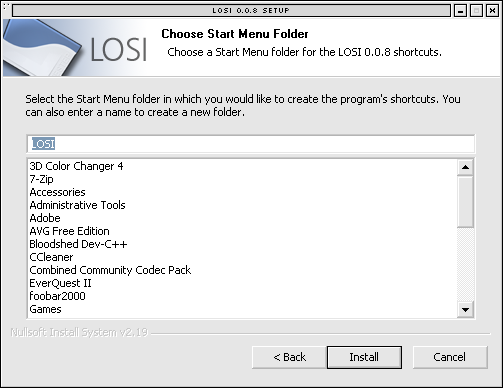 LOSI 0.0.8 SETUP
LOSI
Choose Start Menu Folder
Choose a Start Menu folder for the LOSI 0.0.8 shortcuts.
Select the Start Menu folder in which you would like to create the program's shortcuts. You
can also enter a name to create a new folder.
LOSI
3D Color Changer 4
7-Zip
Accessories
Administrative Tools
Adobe
AVG Free Edition
Bloodshed Dev-C++
CCleaner
Combined Community Codec Pack
EverQuest II
foobar2000
Games
Nullsoft Install System v2.19
< Back Install Cancel